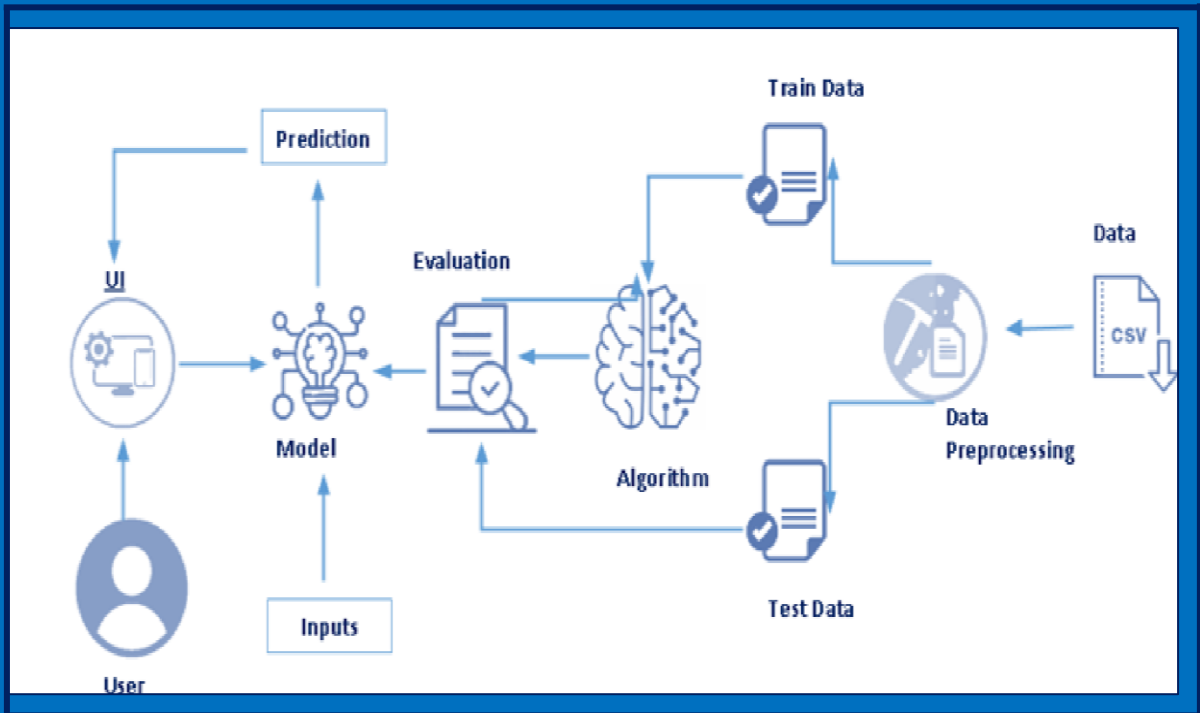 Train Data
Prediction
Data
Evaluation
UI
CSV
Data
Preprocessing
Model
Algorithm
Test Data
Inputs
User